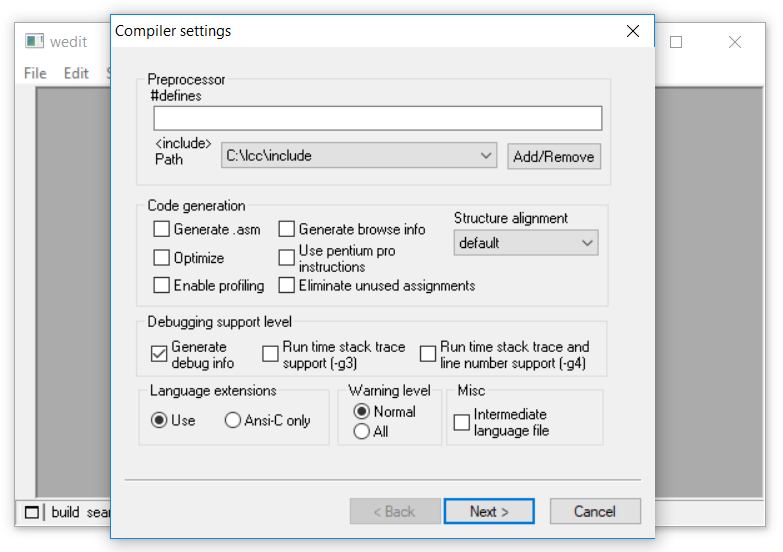 wedit
Compiler settings
File Edit S
Preprocessor
#defines
<include>
Path
C:\lcc\include
Add/Remove
Code generation
Generate .asm
Generate browse info
Structure alignment
default
Optimize
Use pentium pro
instructions
Enable profiling
Eliminate unused assignments
Debugging support level
Generate
debug info
Run time stack trace
support (-g3)
Run time stack trace and
line number support (-g4)
Language extensions
Use
Ansi-C only
Warning level
Normal
All
Misc
Intermediate
language file
< Back
Next >
Cancel
build sear